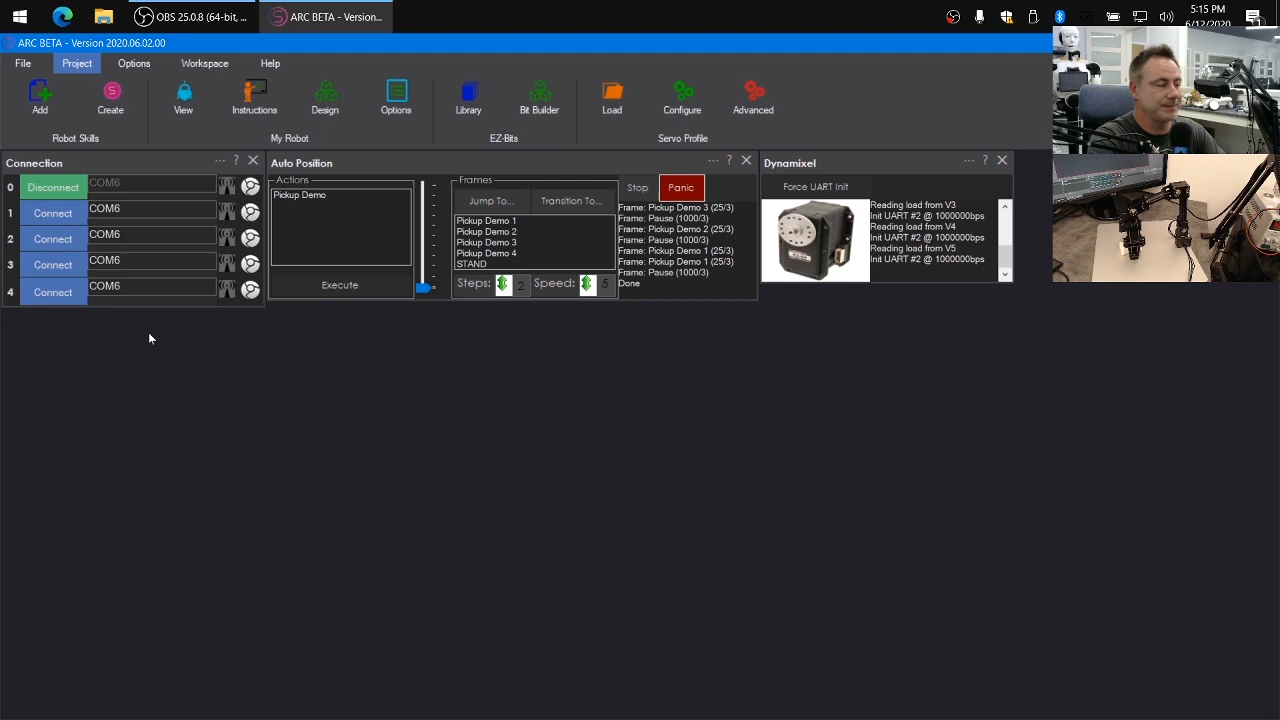 OBS 25.0.8 (64-bit, ...
ARC BETA - Version...
5:15 PM
6/12/2020
ARC BETA - Version 2020.06.02.00
File
Project
Options
Workspace
Help
Add
Create
View
Instructions
Design
Options
Library
Bit Builder
Load
Configure
Advanced
Robot Skills
My Robot
EZ-Bits
Servo Profile
Connection
... ?
0 Disconnect COM6
1 Connect COM6
2 Connect COM6
3 Connect COM6
4 Connect COM6
Auto Position
... ?
Actions
Pickup Demo
Execute
Frames
Jump To...
Transition To...
Pickup Demo 1
Pickup Demo 2
Pickup Demo 3
Pickup Demo 4
STAND
Steps: 2 Speed: 5
Stop
Panic
Frame: Pickup Demo 3 (25/3)
Frame: Pause (1000/3)
Frame: Pickup Demo 2 (25/3)
Frame: Pause (1000/3)
Frame: Pickup Demo 1 (25/3)
Frame: Pickup Demo 1 (25/3)
Frame: Pause (1000/3)
Done
Dynamixel
... ?
Force UART Init
Reading load from V3
Init UART #2 @ 1000000bps
Reading load from V4
Init UART #2 @ 1000000bps
Reading load from V5
Init UART #2 @ 1000000bps